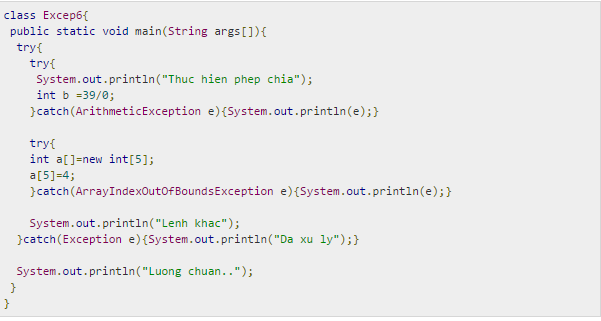 class Excep6{
public static void main(String args[]){
try{
try{
System.out.println("Thuc hien phep chia");
int b =39/0;
}catch(ArithmeticException e){System.out.println(e);}
try{
int a[]=new int[5];
a[5]=4;
}catch(ArrayIndexOutOfBoundsException e){System.out.println(e);}
System.out.println("Lenh khac");
}catch(Exception e){System.out.println("Da xu ly");}
System.out.println("Luong chuan..");
}
}